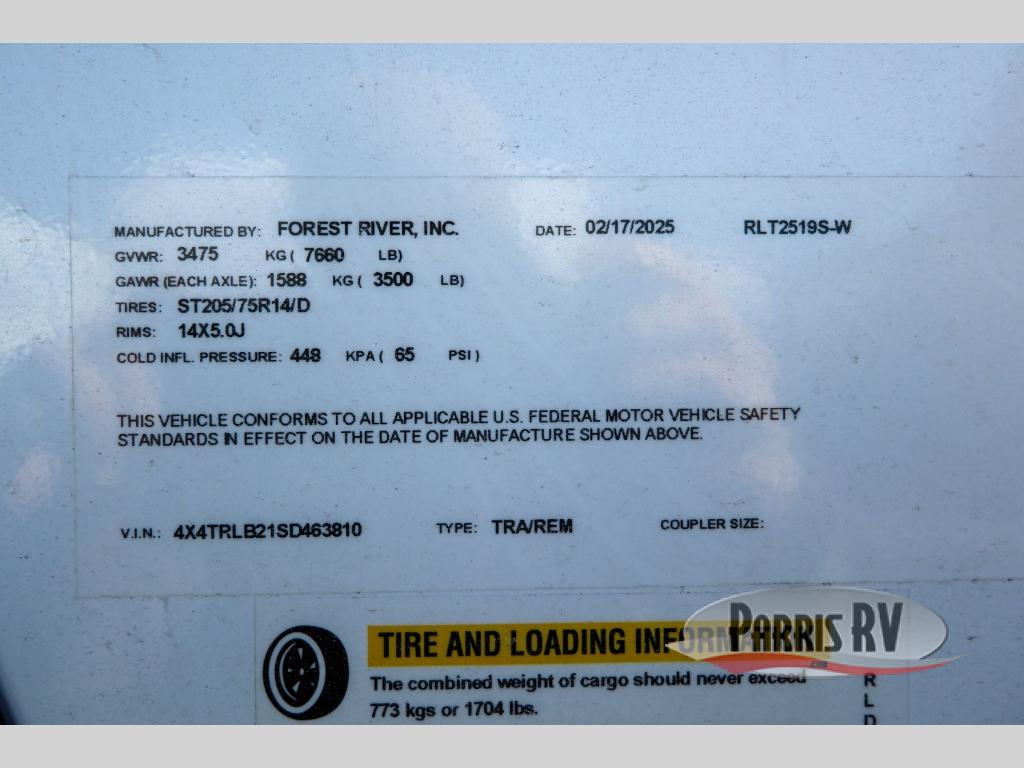 MANUFACTURED BY: FOREST RIVER, INC. DATE: 02/17/2025 RLT2519S-W
GVWR: 3475 KG ( 7660 LB)
GAWR (EACH AXLE): 1588 KG ( 3500 LB)
TIRES: ST205/75R14/D
RIMS: 14X5.0J
COLD INFL. PRESSURE: 448 KPA ( 65 PSI )
THIS VEHICLE CONFORMS TO ALL APPLICABLE U.S. FEDERAL MOTOR VEHICLE SAFETY
STANDARDS IN EFFECT ON THE DATE OF MANUFACTURE SHOWN ABOVE.
V.I.N.: 4X4TRLB21SD463810 TYPE: TRA/REM COUPLER SIZE:
TIRE AND LOADING INFORMATION
PARRIS RV
.com
The combined weight of cargo should never exceed
773 kgs or 1704 lbs.
R
L
D